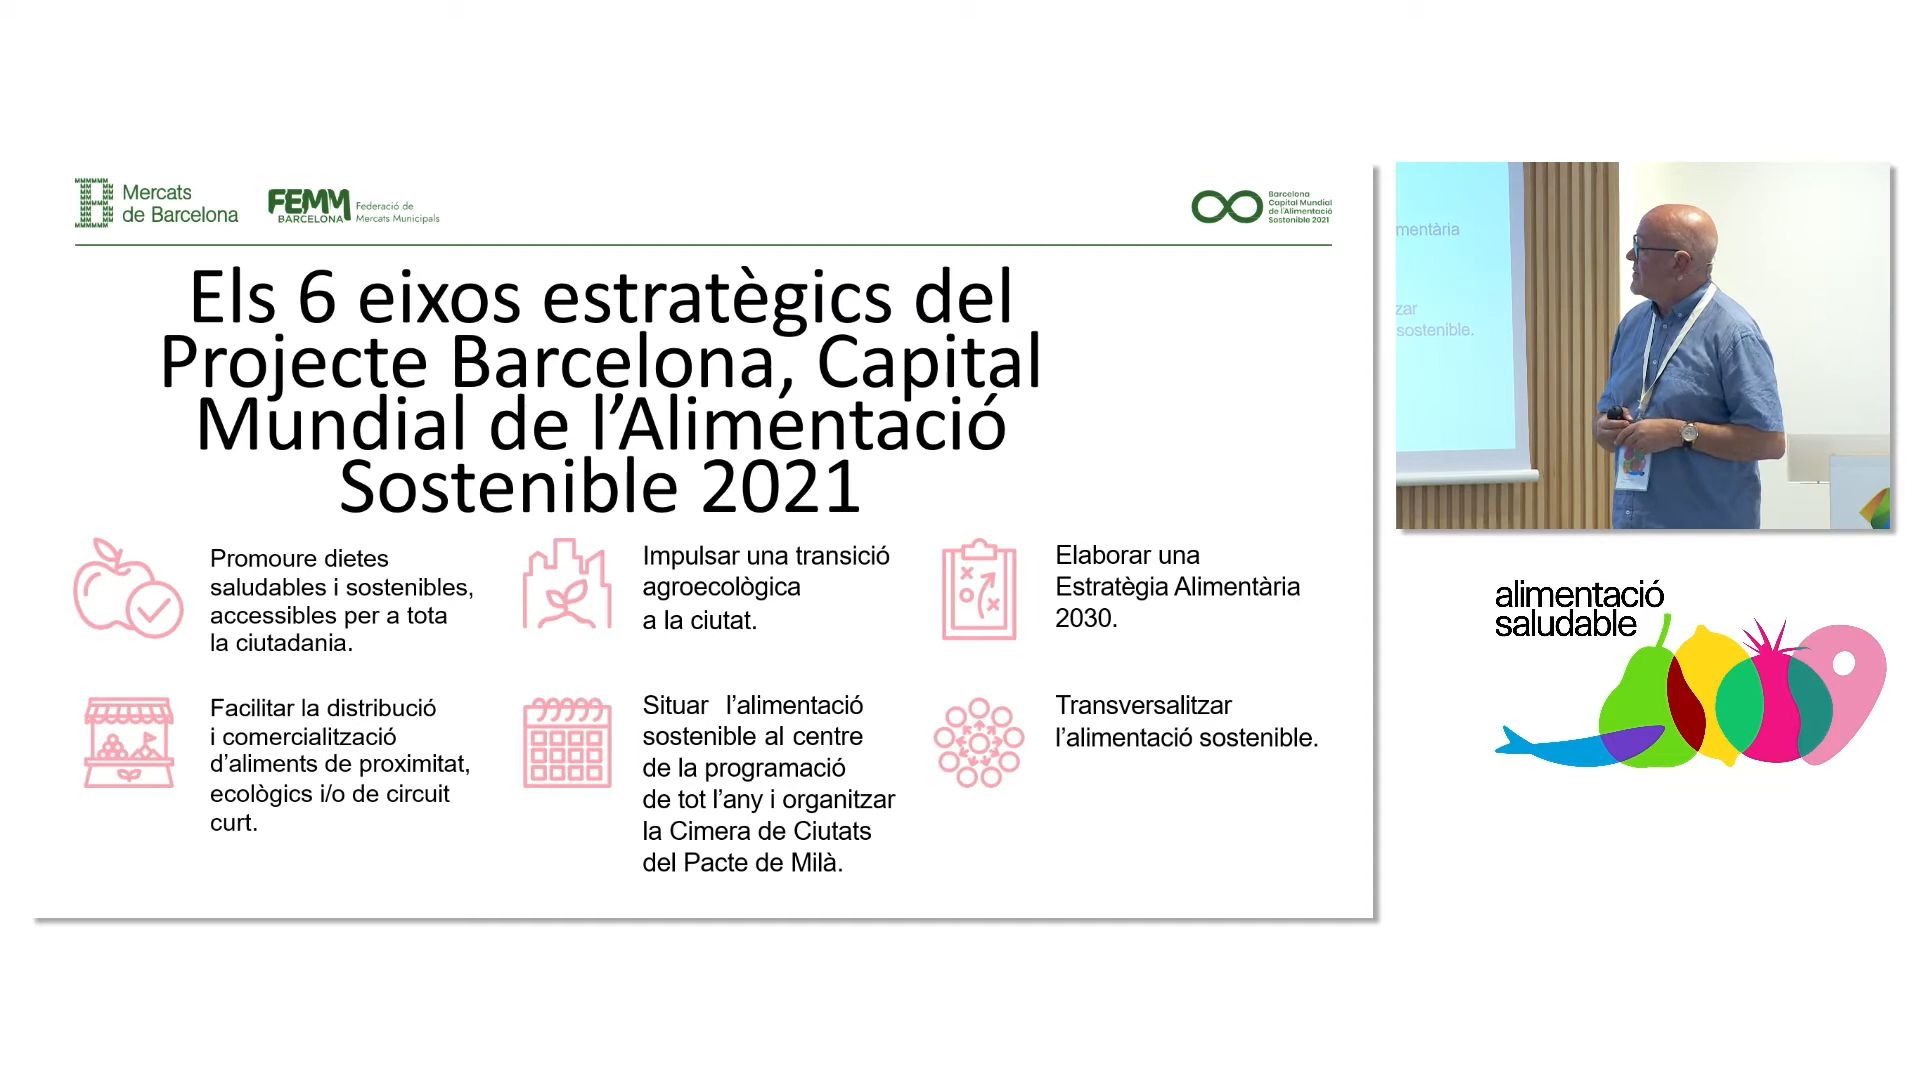 Mercats
de Barcelona
FEMM
BARCELONA
Federació de
Mercats Municipals
Barcelona
Capital Mundial
de l'Alimentació
Sostenible 2021
Els 6 eixos estratègics del
Projecte Barcelona, Capital
Mundial de l’Alimentació
Sostenible 2021
Promoure dietes
saludables i sostenibles,
accessibles per a tota
la ciutadania.
Impulsar una transició
agroecològica
a la ciutat.
Elaborar una
Estratègia Alimentària
2030.
Facilitar la distribució
i comercialització
d’aliments de proximitat,
ecològics i/o de circuit
curt.
Situar l’alimentació
sostenible al centre
de la programació
de tot l’any i organitzar
la Cimera de Ciutats
del Pacte de Milà.
Transversalitzar
l’alimentació sostenible.
mentària
zar
sostenible.
alimentació
saludable